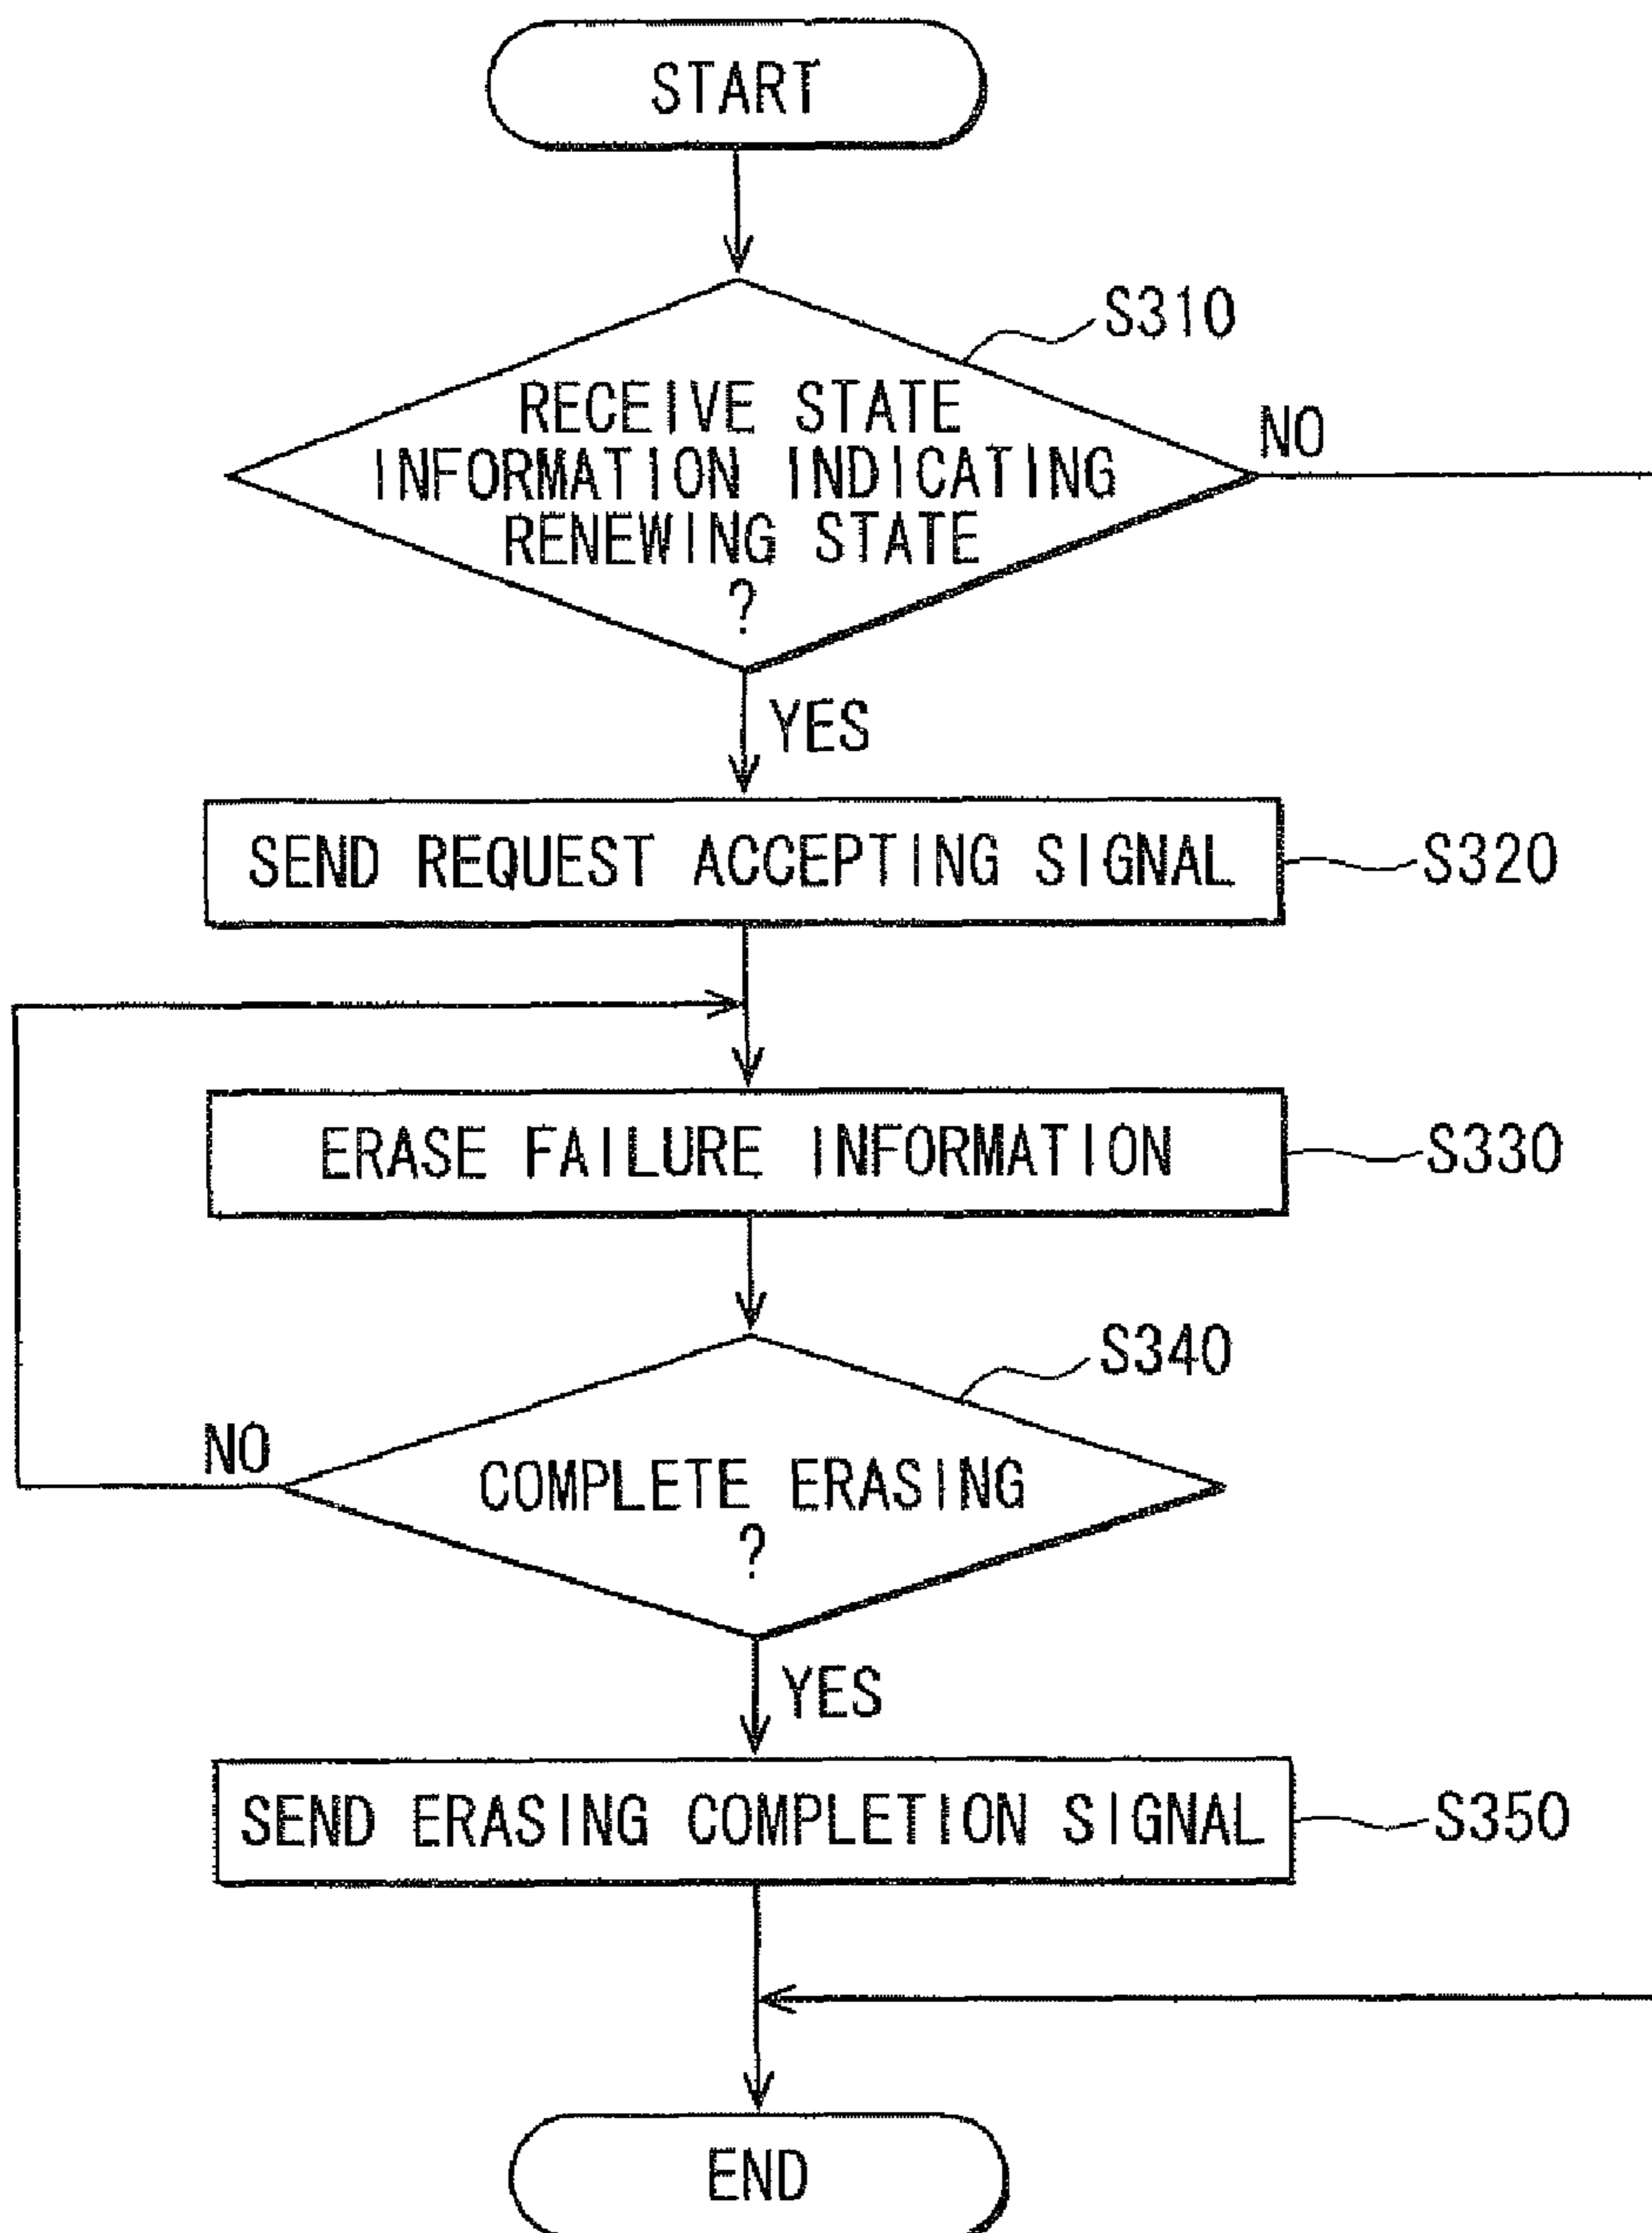 START
S310
RECEIVE STATE
INFORMATION INDICATING
RENEWING STATE
?
NO
YES
SEND REQUEST ACCEPTING SIGNAL
S320
ERASE FAILURE INFORMATION
S330
S340
NO
COMPLETE ERASING
?
YES
SEND ERASING COMPLETION SIGNAL
S350
END